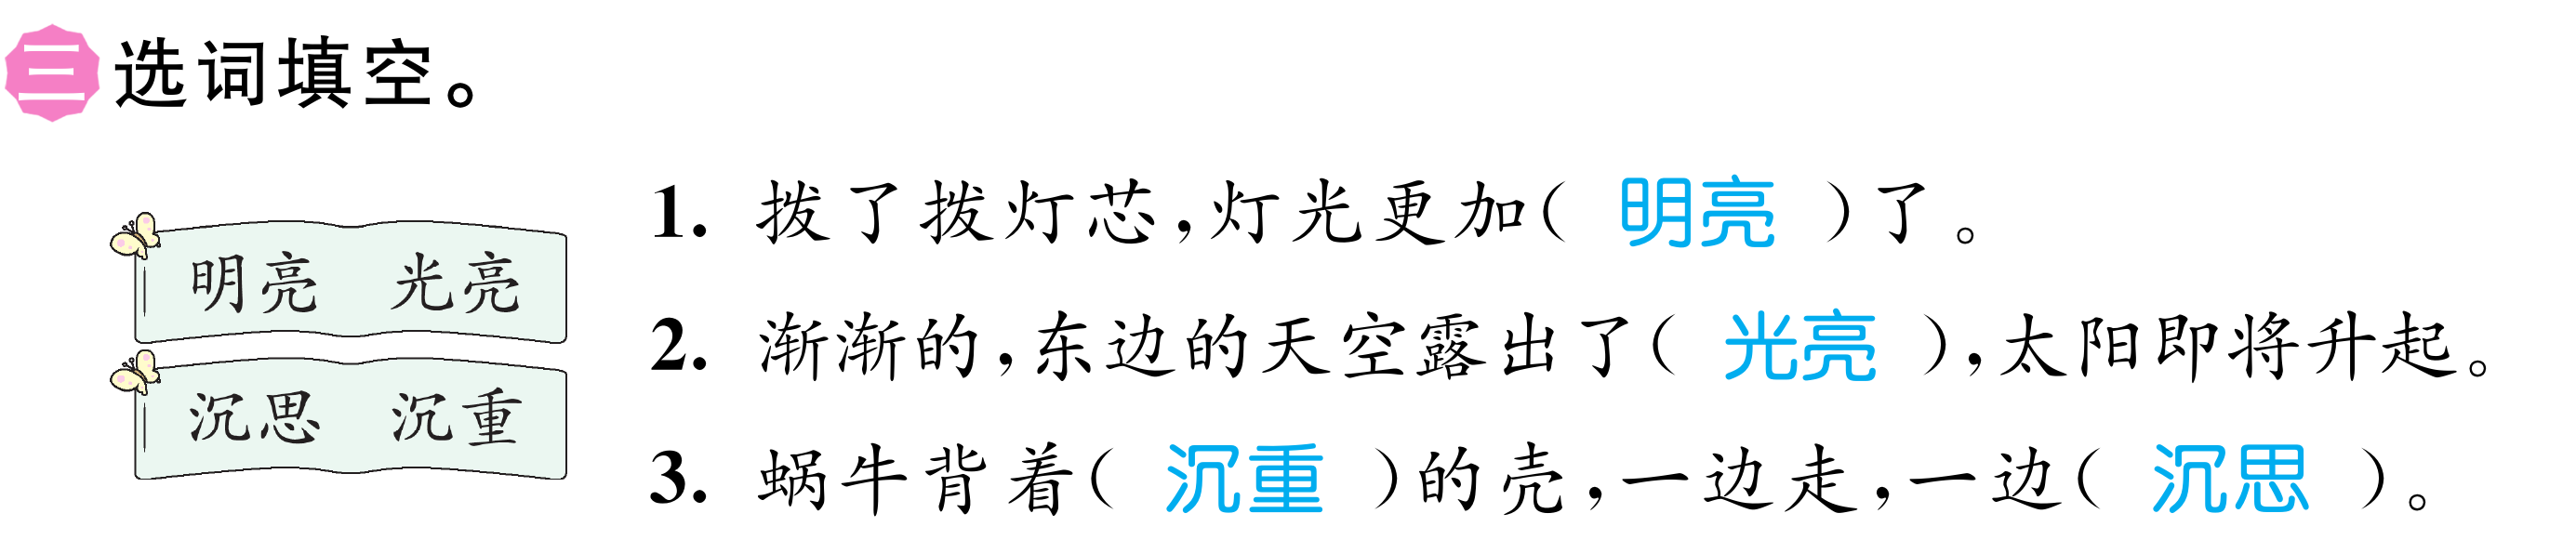 三 选词填空。
明亮 光亮
沉思 沉重
1. 拨了拨灯芯,灯光更加( 明亮 )了。
2. 渐渐的,东边的天空露出了( 光亮 ),太阳即将升起。
3. 蜗牛背着( 沉重 )的壳,一边走,一边( 沉思 )。